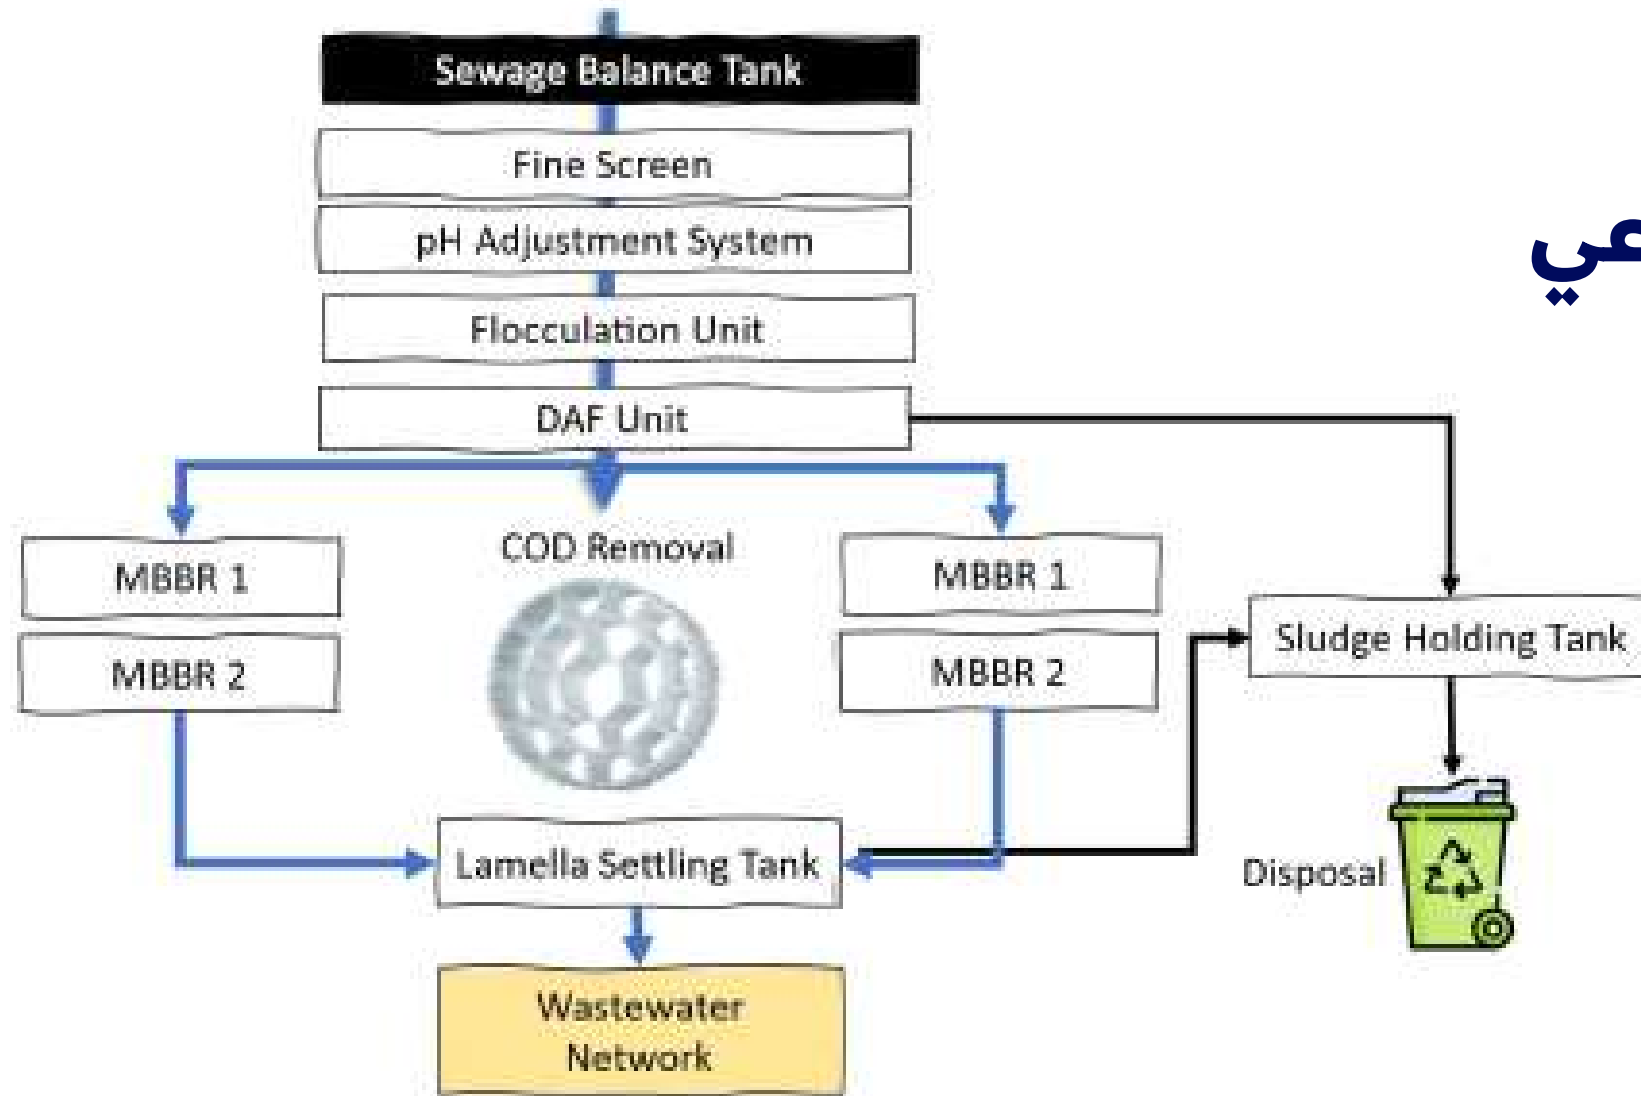 Sewage Balance Tank
Fine Screen
pH Adjustment System
Flocculation Unit
DAF Unit
COD Removal
MBBR 1
MBBR 1
MBBR 2
MBBR 2
Sludge Holding Tank
Lamella Settling Tank
Disposal
Wastewater
Network